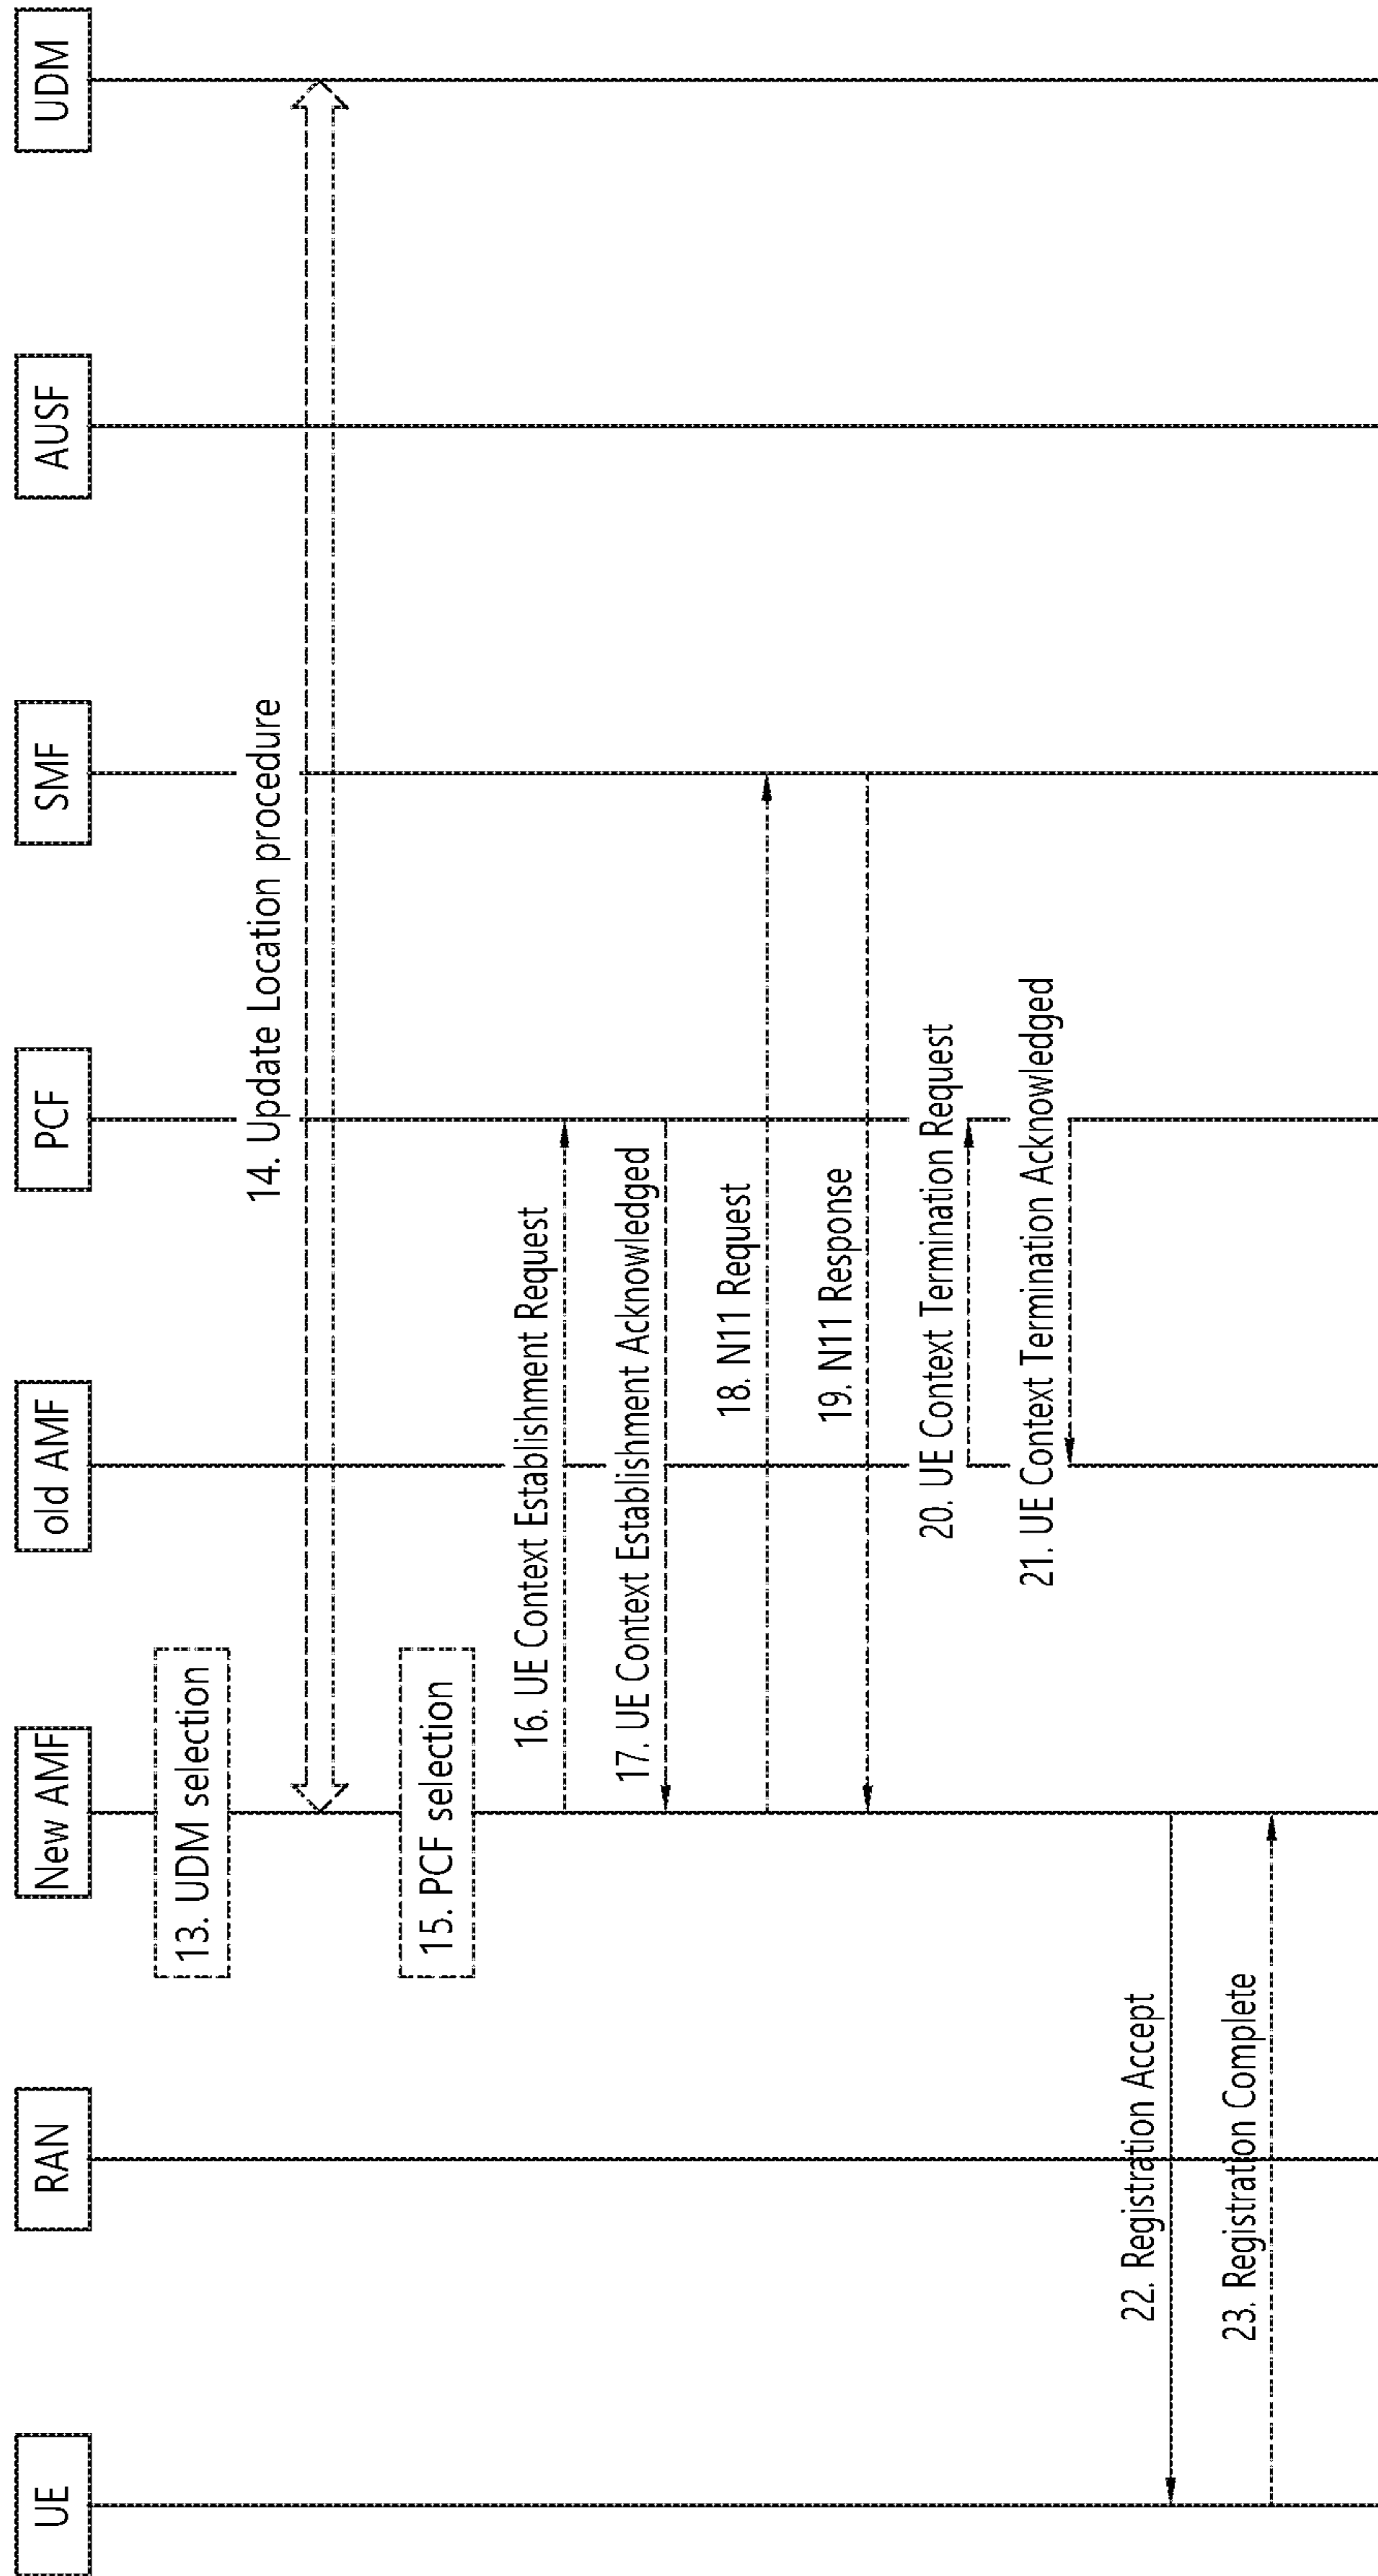 UE
RAN
New AMF
old AMF
PCF
SMF
AUSF
UDM
13. UDM selection
14. Update Location procedure
15. PCF selection
16. UE Context Establishment Request
17. UE Context Establishment Acknowledged
18. N11 Request
19. N11 Response
20. UE Context Termination Request
21. UE Context Termination Acknowledged
22. Registration Accept
23. Registration Complete